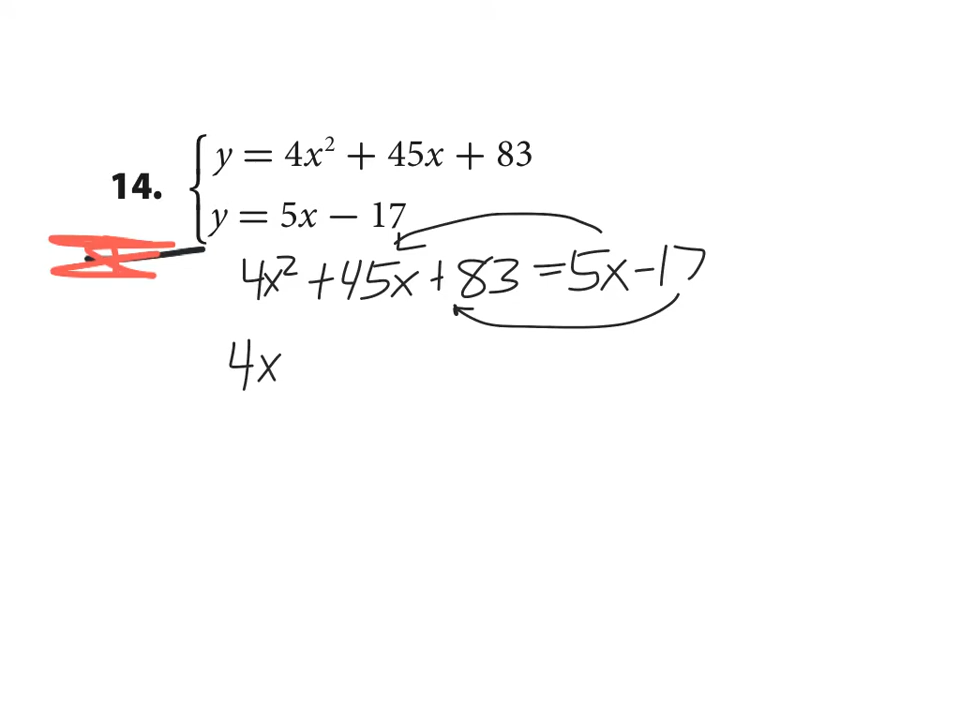 y = 4x² + 45x + 83
14.
y = 5x − 17
4x² + 45x + 83 = 5x - 17
4x